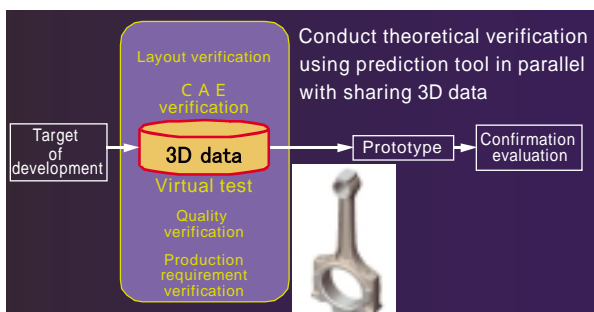 Conduct theoretical verification
using prediction tool in parallel
with sharing 3D data
Layout verification
C A E
verification
Target
of
development
3D data
Prototype
Confirmation
evaluation
Virtual test
Quality
verification
Production
requirement
verification